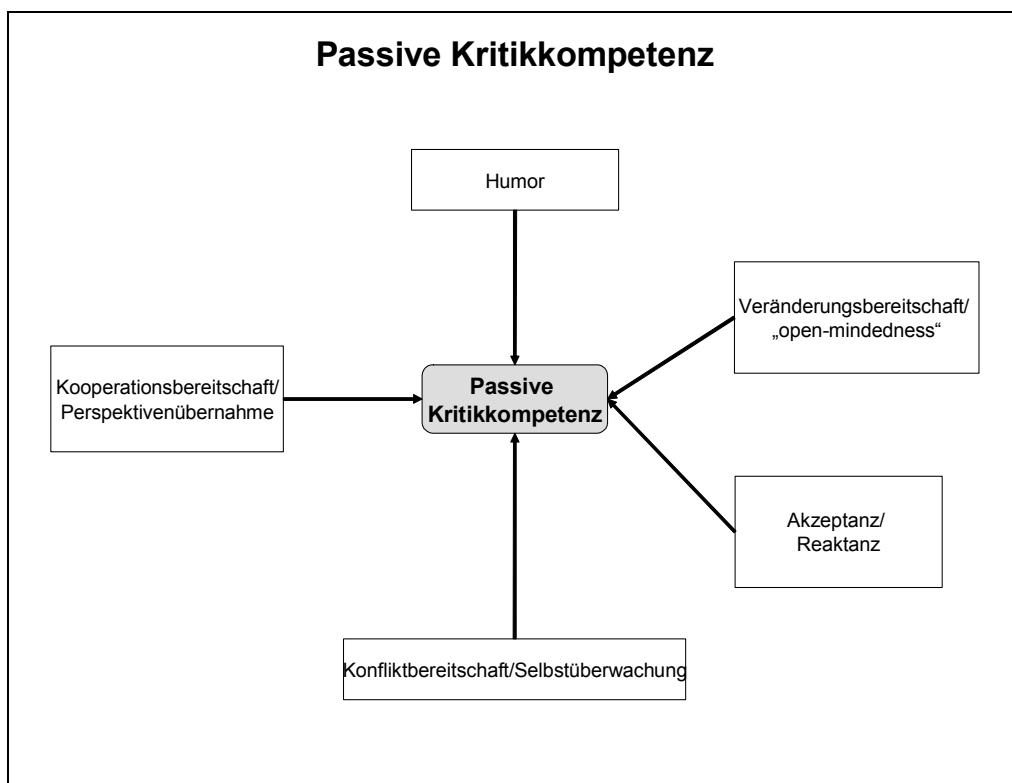 Passive Kritikkompetenz
Humor
Veränderungsbereitschaft/
„open-mindedness“
Kooperationsbereitschaft/
Perspektivenübernahme
Passive
Kritikkompetenz
Akzeptanz/
Reaktanz
Konfliktbereitschaft/Selbstüberwachung